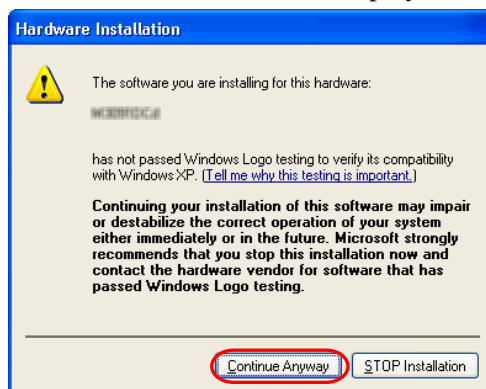 Hardware Installation
The software you are installing for this hardware:
has not passed Windows Logo testing to verify its compatibility
with Windows XP. (Tell me why this testing is important.)
Continuing your installation of this software may impair
or destabilize the correct operation of your system
either immediately or in the future. Microsoft strongly
recommends that you stop this installation now and
contact the hardware vendor for software that has
passed Windows Logo testing.
Continue Anyway STOP Installation